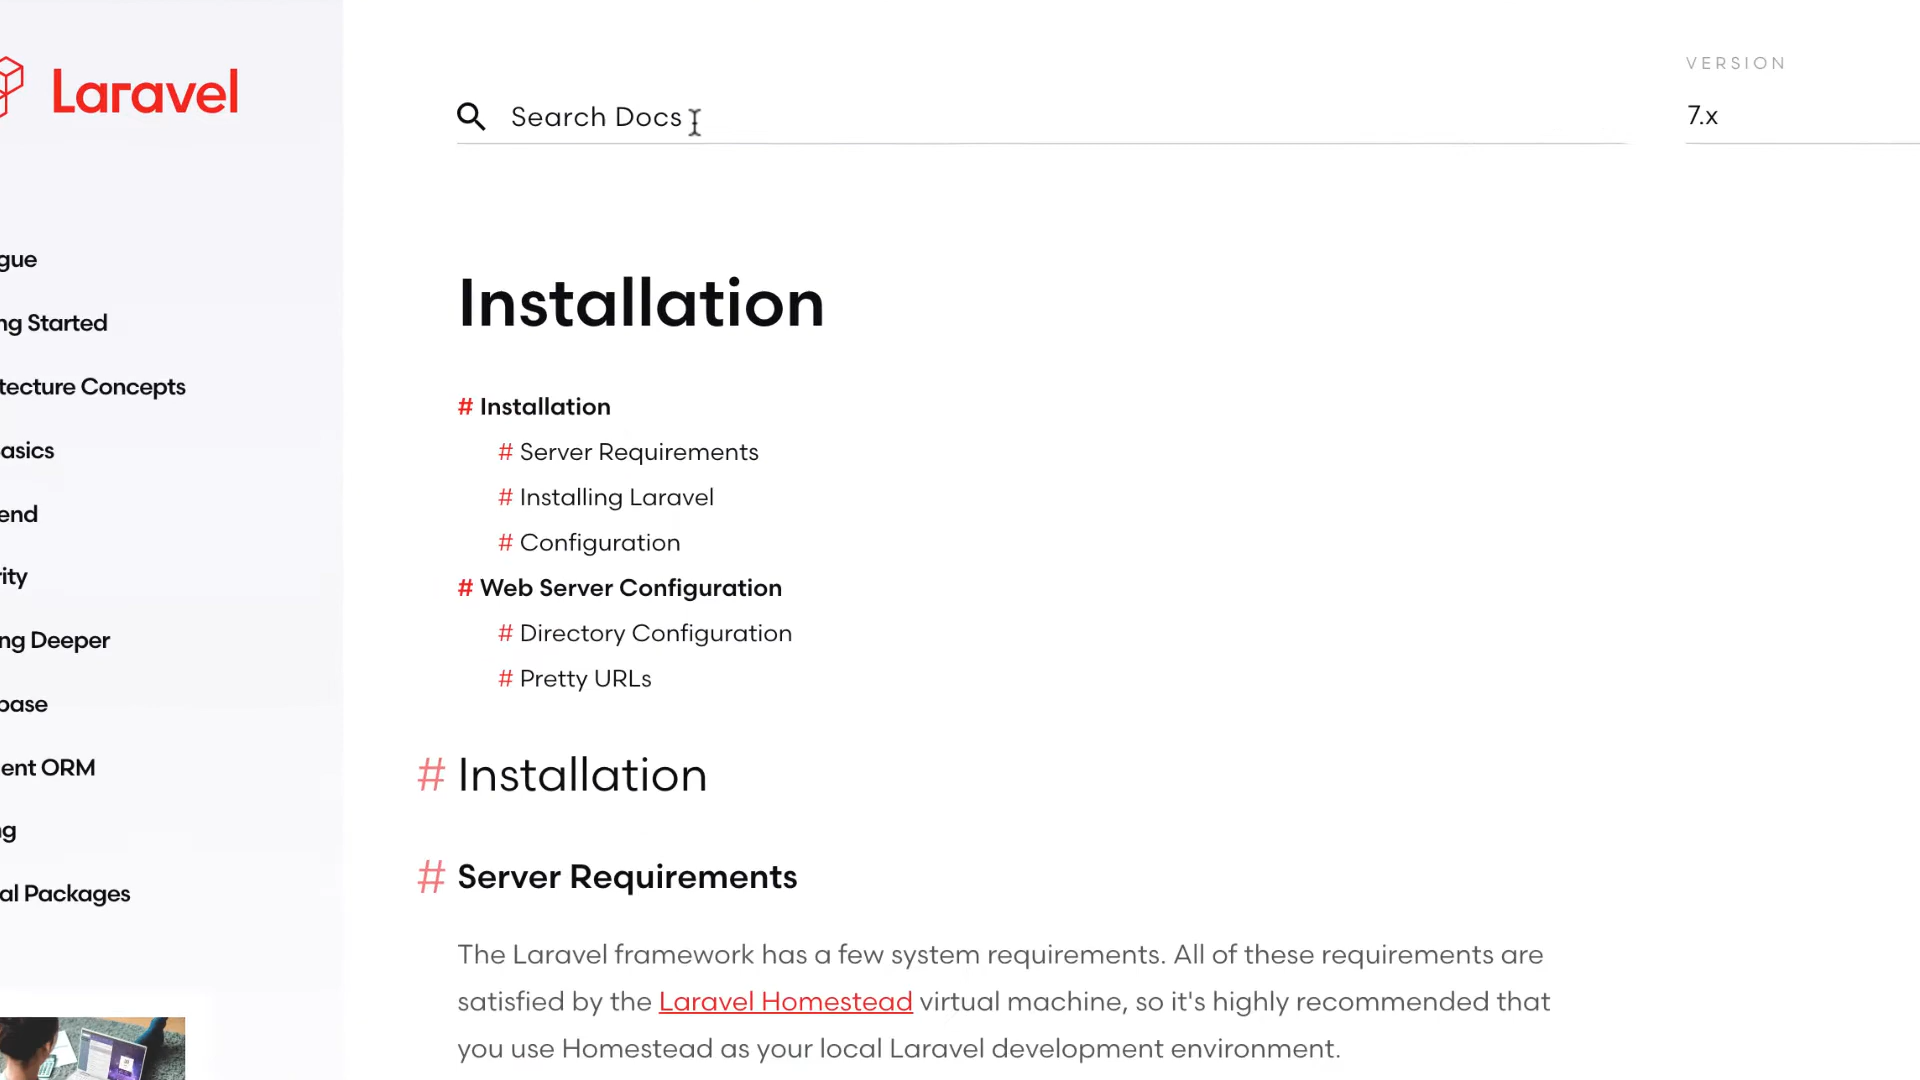 Laravel
Search Docs
VERSION
7.x
gue
ng Started
tecture Concepts
asics
end
ity
ng Deeper
base
ent ORM
ng
al Packages
Installation
# Installation
# Server Requirements
# Installing Laravel
# Configuration
# Web Server Configuration
# Directory Configuration
# Pretty URLs
# Installation
# Server Requirements
The Laravel framework has a few system requirements. All of these requirements are
satisfied by the Laravel Homestead virtual machine, so it's highly recommended that
you use Homestead as your local Laravel development environment.